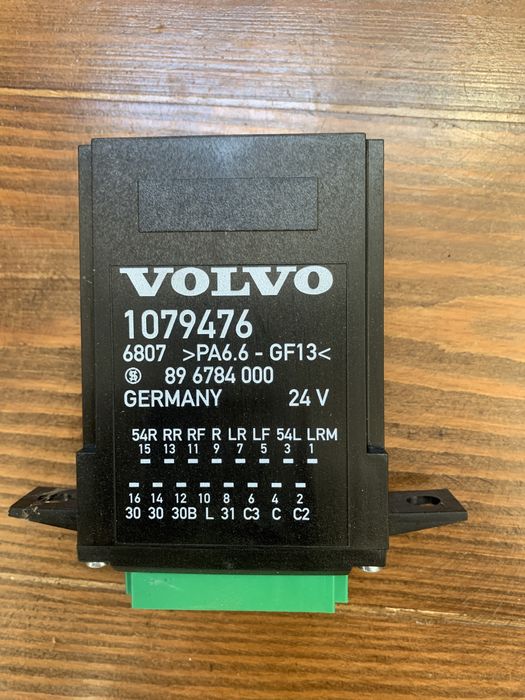 VOLVO
1079476
6807 >PA6.6 - GF13<
89 6784 000
GERMANY 24 V
54R RR RF R LR LF 54L LRM
15 13 11 9 7 5 3 1
16 14 12 10 8 6 4 2
30 30 30B L 31 C3 C C2